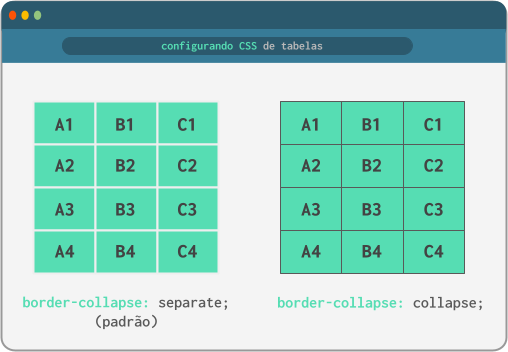 configurando CSS de tabelas
A1 B1 C1
A2 B2 C2
A3 B3 C3
A4 B4 C4
border-collapse: separate;
(padrão)
A1 B1 C1
A2 B2 C2
A3 B3 C3
A4 B4 C4
border-collapse: collapse;